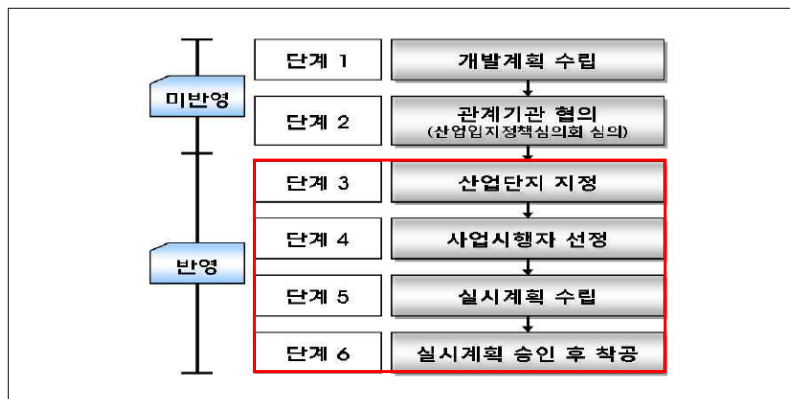 단계 1
개발계획 수립
미반영
단계 2
관계기관 협의
(산업입지정책심의회 심의)
단계 3
산업단지 지정
단계 4
사업시행자 선정
반영
단계 5
실시계획 수립
단계 6
실시계획 승인 후 착공